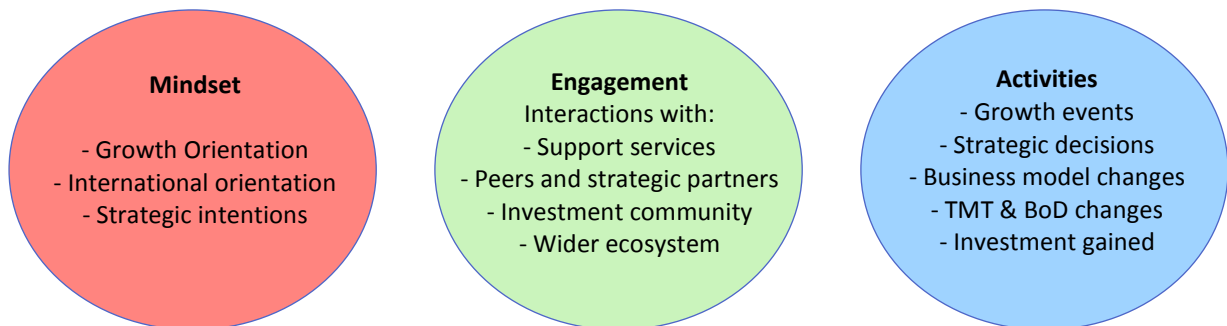 Mindset
- Growth Orientation
- International orientation
- Strategic intentions
Engagement
Interactions with:
- Support services
- Peers and strategic partners
- Investment community
- Wider ecosystem
Activities
- Growth events
- Strategic decisions
- Business model changes
- TMT & BoD changes
- Investment gained